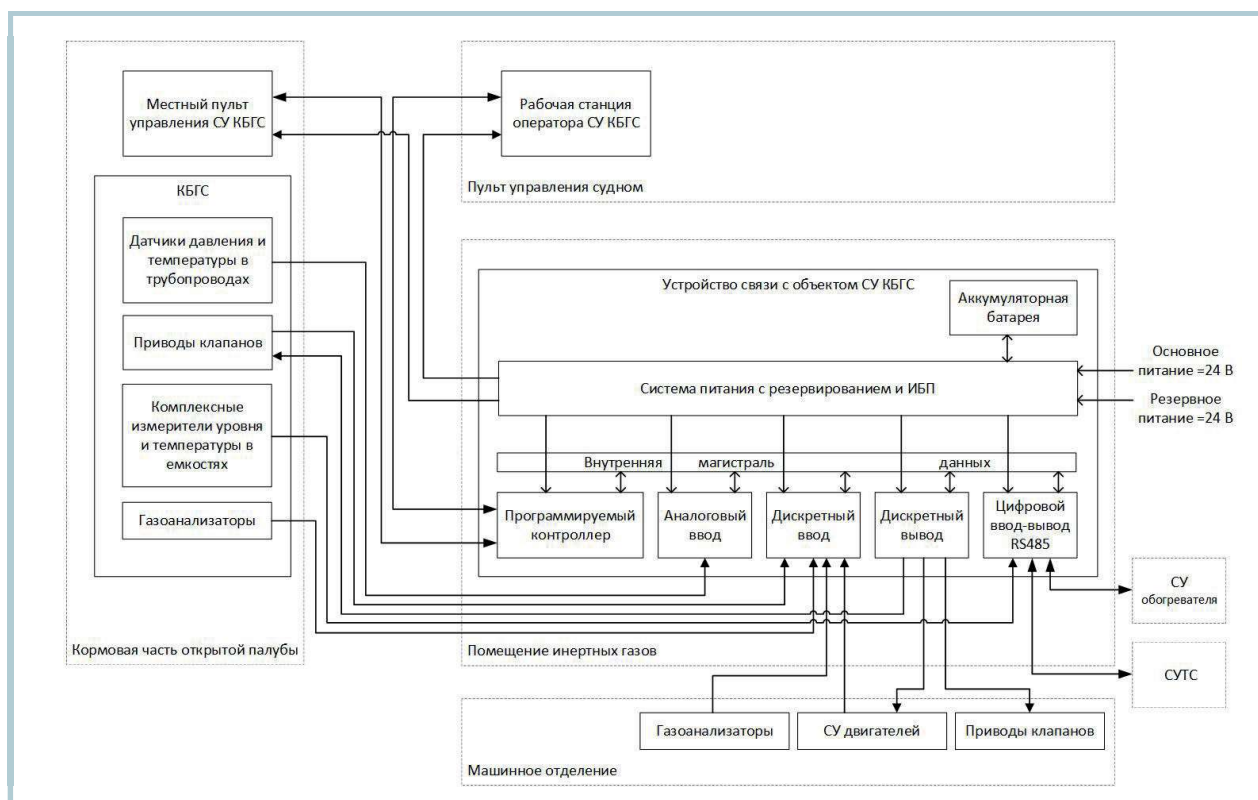 Местный пульт
управления СУ КБГС
Рабочая станция
оператора СУ КБГС
Пульт управления судном
КБГС
Датчики давления и
температуры в
трубопроводах
Приводы клапанов
Комплексные
измерители уровня
и температуры в
емкостях
Газоанализаторы
Кормовая часть открытой палубы
Устройство связи с объектом СУ КБГС
Аккумуляторная
батарея
Система питания с резервированием и ИБП
Основное
питание =24 В
Резервное
питание =24 В
Внутренняя магистраль данных
Программируемый
контроллер
Аналоговый
ввод
Дискретный
ввод
Дискретный
вывод
Цифровой
ввод-вывод
RS485
Помещение инертных газов
СУ
обогревателя
СУТС
Газоанализаторы
СУ двигателей
Приводы клапанов
Машинное отделение